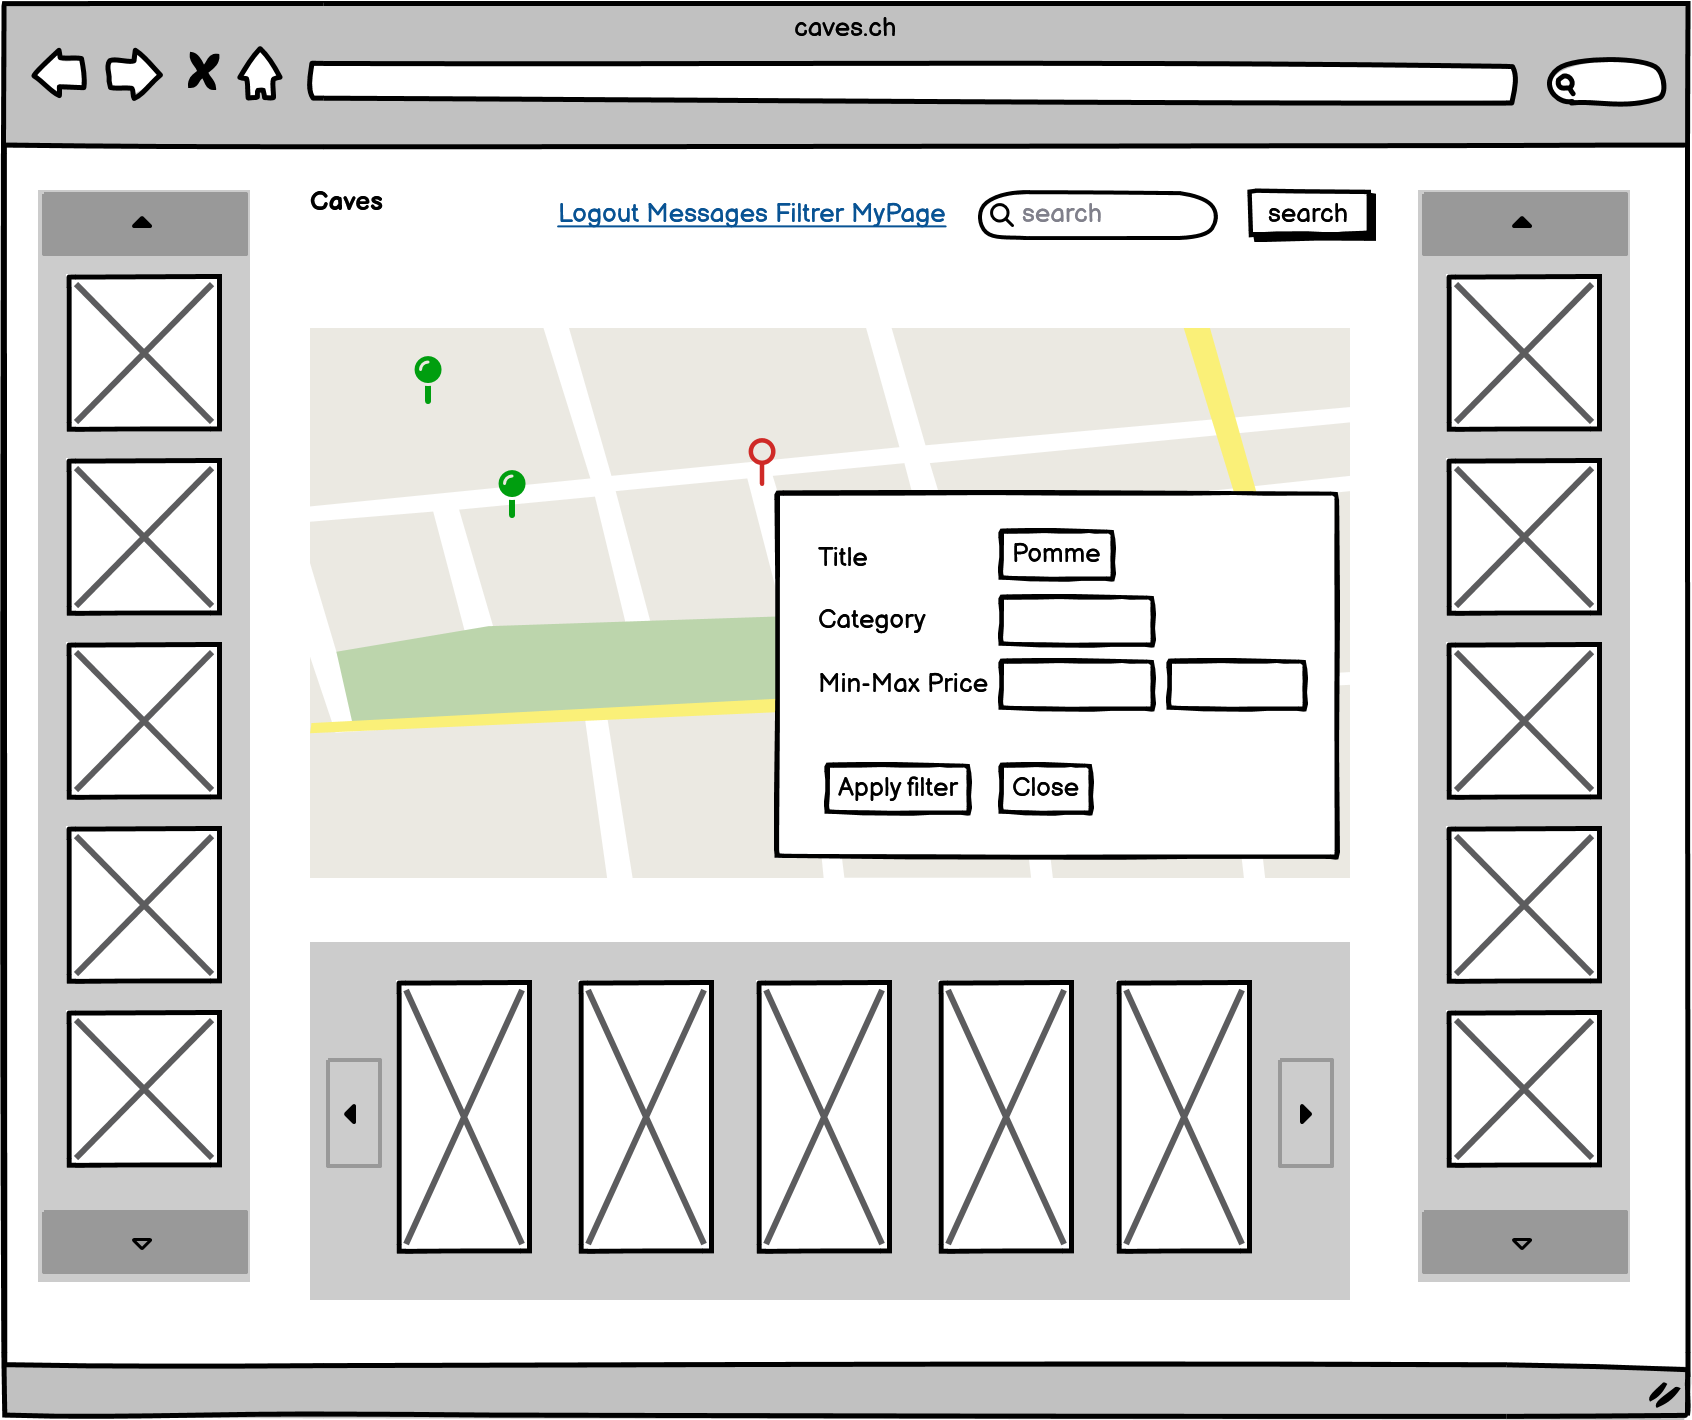 caves.ch
Caves
Logout Messages Filtrer MyPage
search
search
Title
Pomme
Category
Min-Max Price
Apply filter
Close